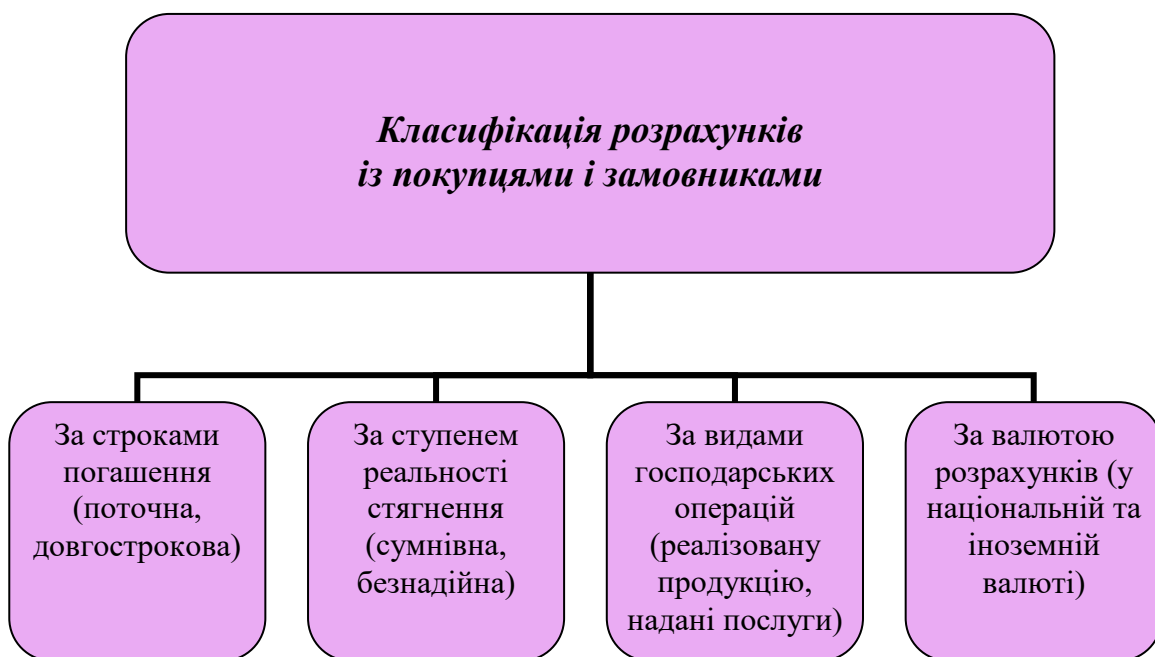 Класифікація розрахунків
із покупцями і замовниками
За строками
погашення
(поточна,
довгострокова)
За ступенем
реальності
стягнення
(сумнівна,
безнадійна)
За видами
господарських
операцій
(реалізовану
продукцію,
надані послуги)
За валютою
розрахунків (у
національній та
іноземній
валюті)